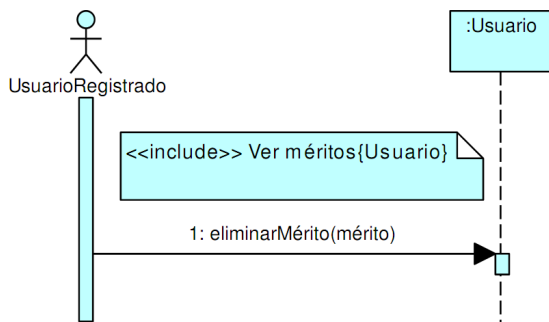 :Usuario
UsuarioRegistrado
<<include>> Ver méritos{Usuario}
1: eliminarMérito(mérito)